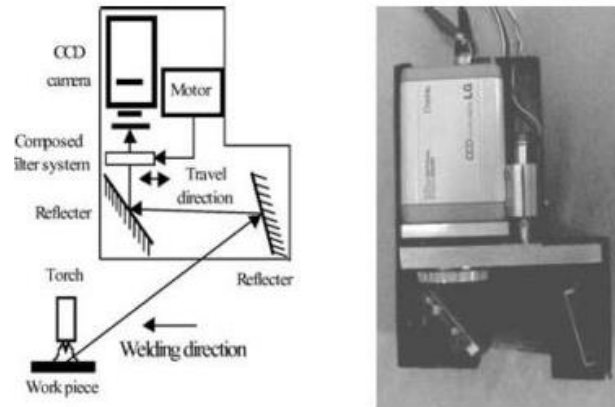 CCD
camera
Motor
Composed
filter system
Travel
direction
Reflecter
Reflecter
Torch
Welding direction
Work piece
CCD
LG